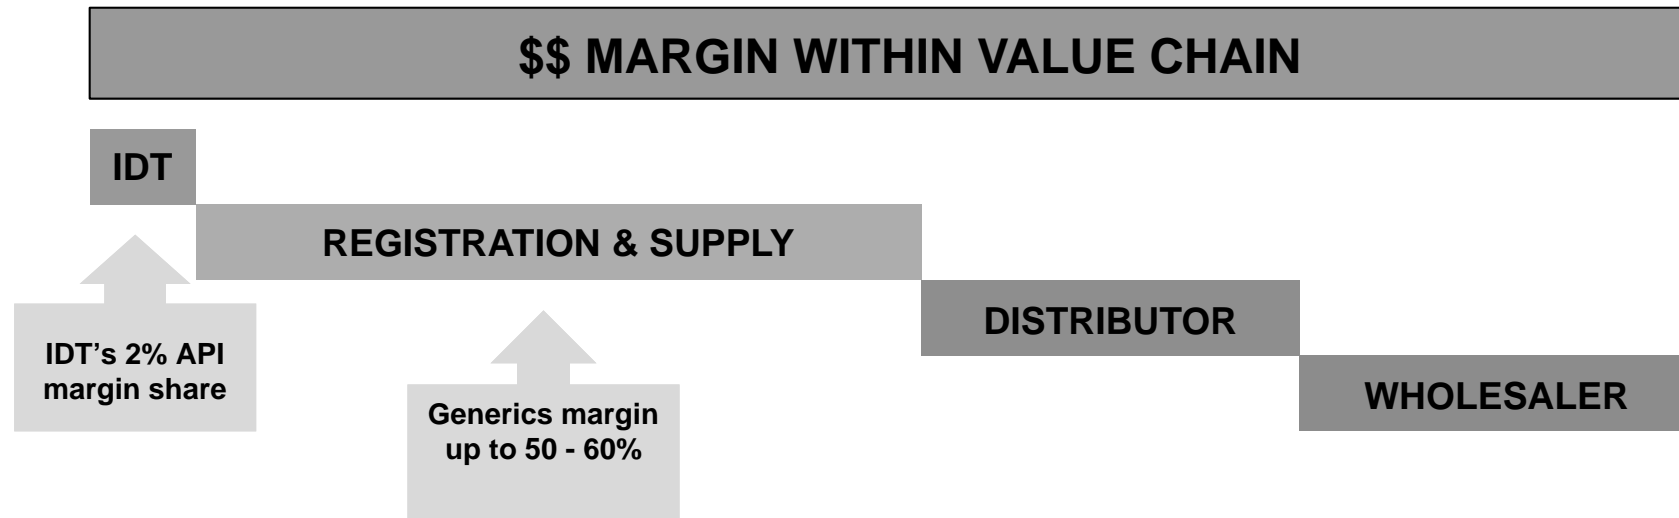 $$ MARGIN WITHIN VALUE CHAIN
IDT
REGISTRATION & SUPPLY
DISTRIBUTOR
WHOLESALER
IDT’s 2% API
margin share
Generics margin
up to 50 - 60%